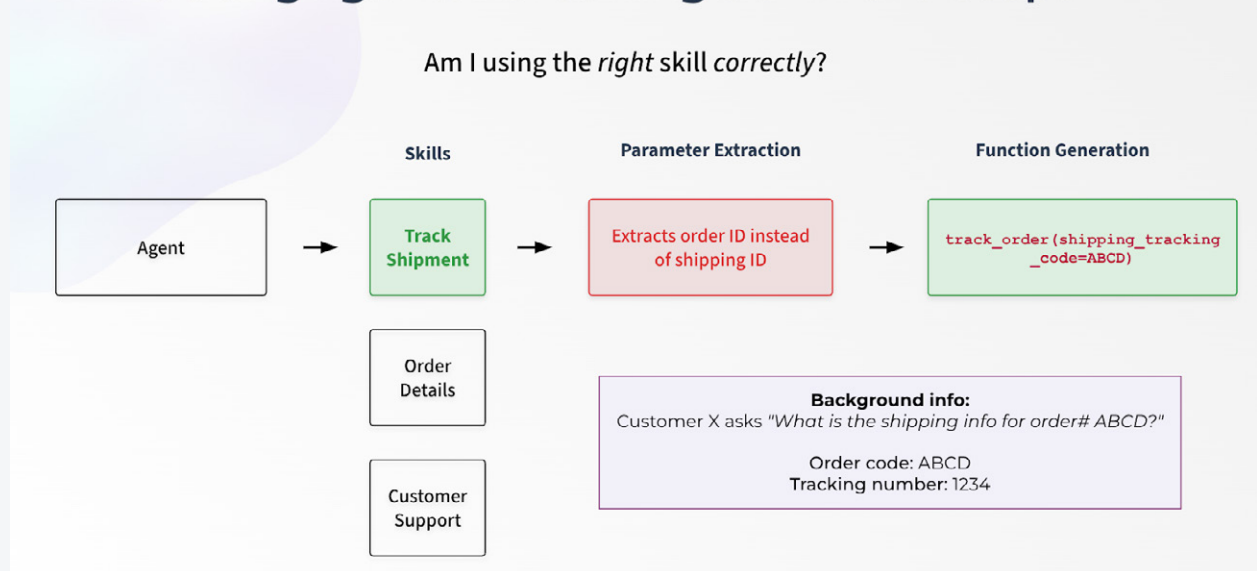 Am I using the right skill correctly?
Skills
Parameter Extraction
Function Generation
Agent
Track
Shipment
Extracts order ID instead
of shipping ID
track_order(shipping_tracking
_code=ABCD)
Order
Details
Customer
Support
Background info:
Customer X asks "What is the shipping info for order# ABCD?"
Order code: ABCD
Tracking number: 1234